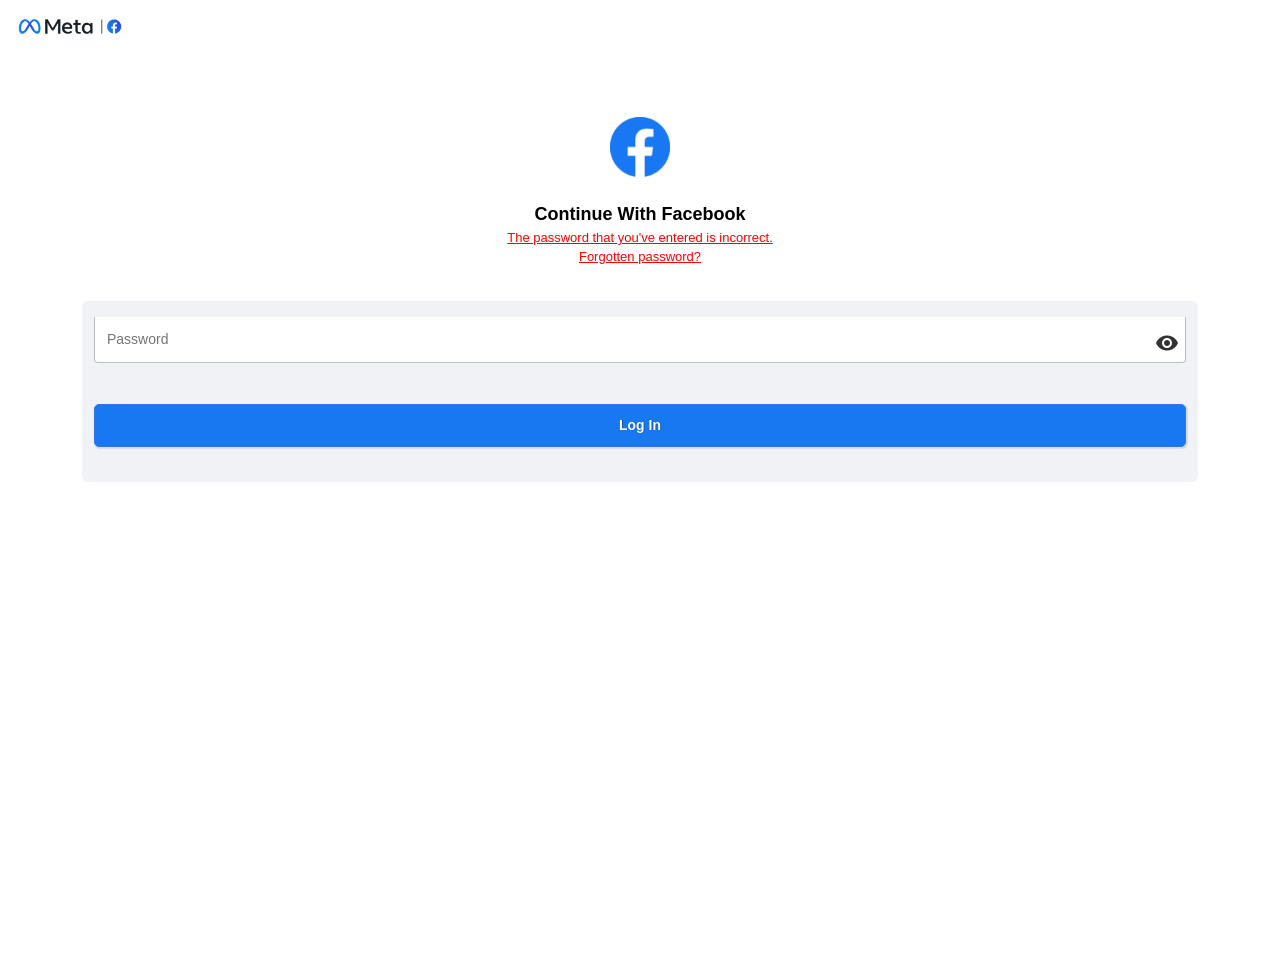 Meta
Continue With Facebook
The password that you've entered is incorrect.
Forgotten password?
Password
Log In